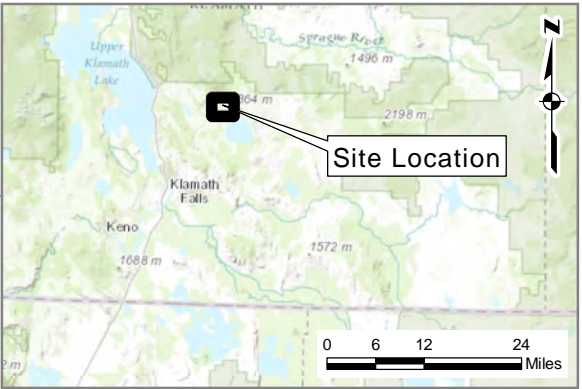 KLAMATH
Upper
Klamath
Lake
Sprague River
1496 m
864 m
2198 m
Site Location
Klamath
Falls
Keno
1572 m
1688 m
0 6 12 24
Miles
2 m
N